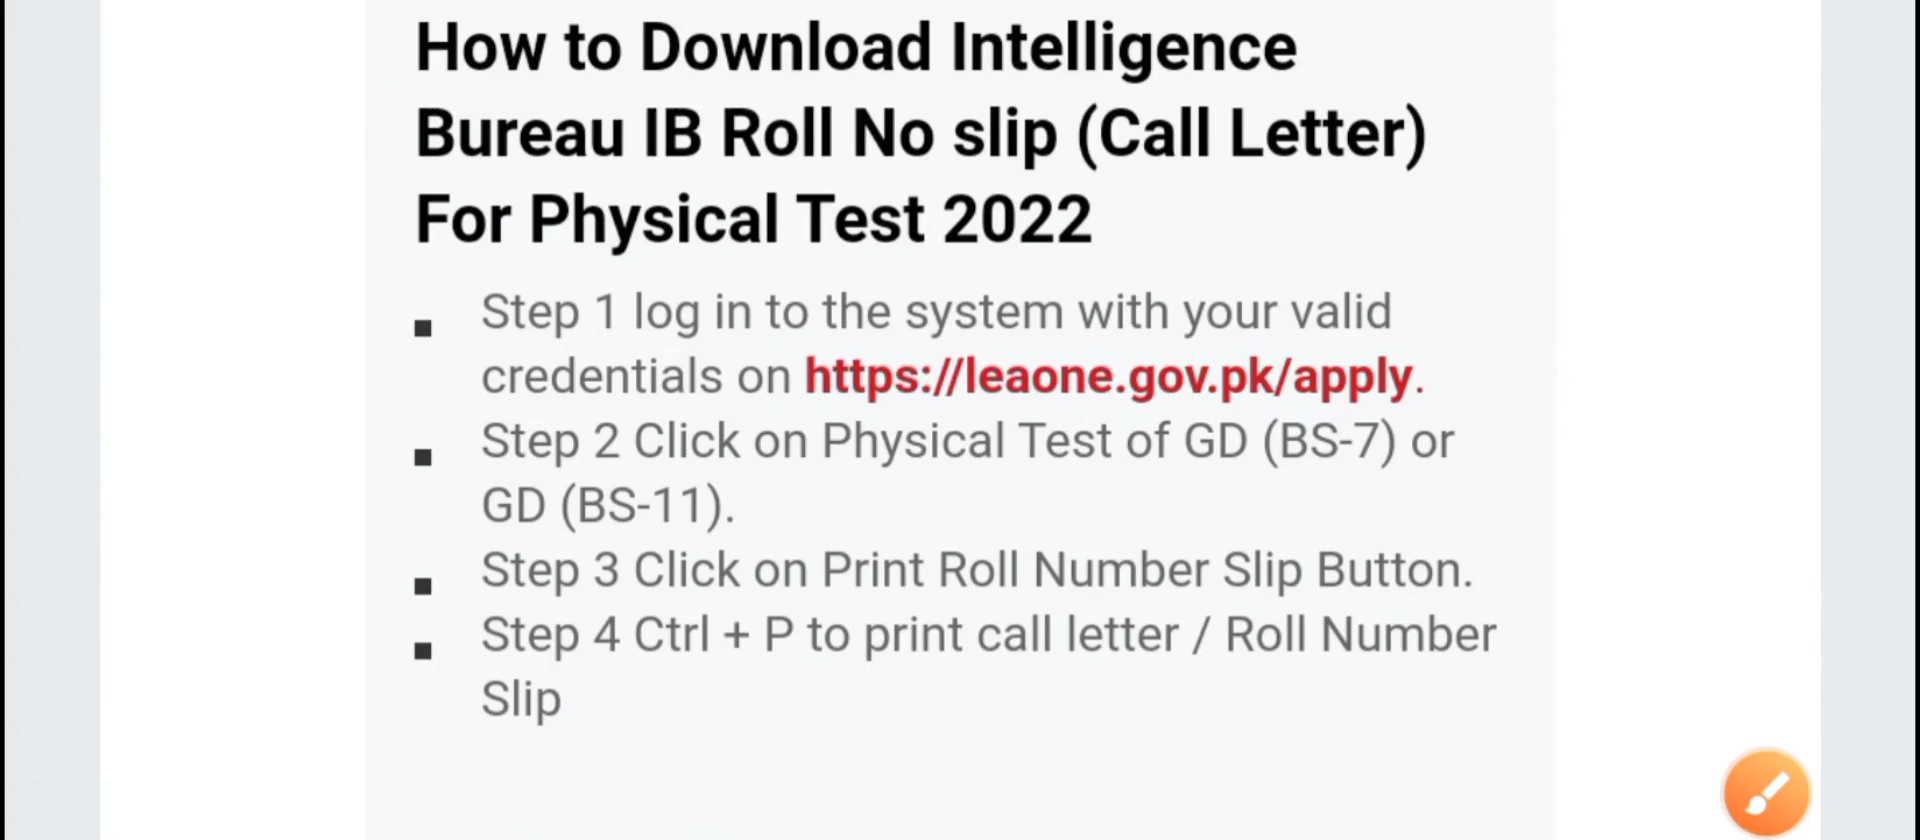 How to Download Intelligence
Bureau IB Roll No slip (Call Letter)
For Physical Test 2022
Step 1 log in to the system with your valid
credentials on https://leaone.gov.pk/apply.
Step 2 Click on Physical Test of GD (BS-7) or
GD (BS-11).
Step 3 Click on Print Roll Number Slip Button.
Step 4 Ctrl + P to print call letter / Roll Number
Slip